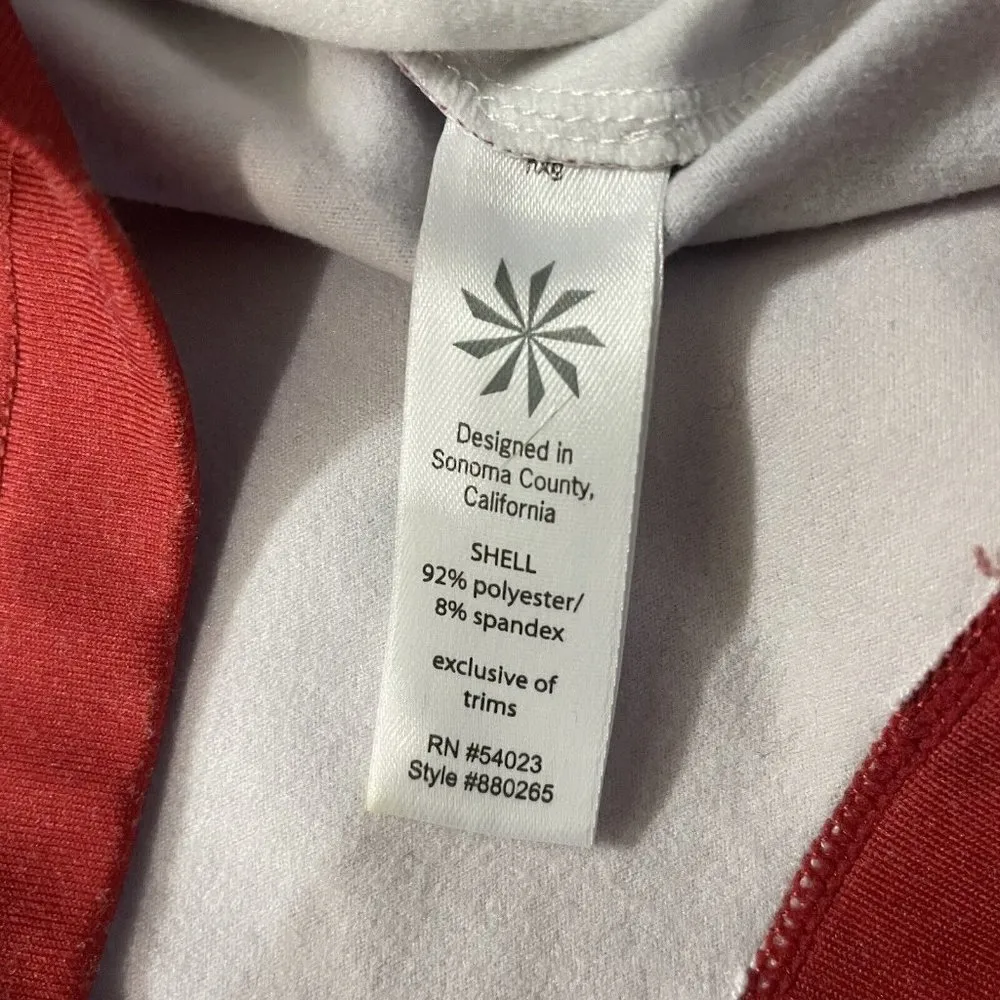 Designed in
Sonoma County,
California
SHELL
92% polyester/
8% spandex
exclusive of
trims
RN #54023
Style #880265